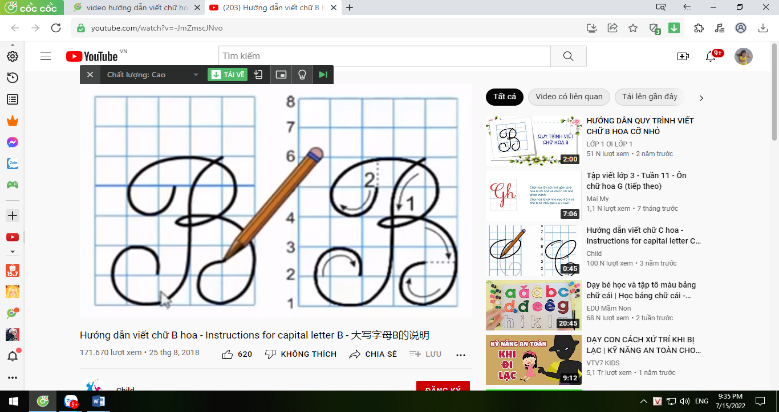 cốc cốc
video hướng dẫn viết chữ ho
(203) Hướng dẫn viết chữ B
youtube.com/watch?v=-JmZmscJNvo
YouTube VN
Tìm kiếm
9+
Chất lượng: Cao
TẢI VỀ
8
7
6
5
4
3
2
1
2
1
Hướng dẫn viết chữ B hoa - Instructions for capital letter B - 大写字母B的说明
171.670 lượt xem • 25 thg 8, 2018
620
KHÔNG THÍCH
CHIA SẺ
LƯU
Child
ĐĂNG KÝ
Tất cả
Video có liên quan
Tải lên gần đây
QUY TRÌNH VIẾT
CHỮ HOA B
2:00
HƯỚNG DẪN QUY TRÌNH VIẾT
CHỮ B HOA CỠ NHỎ
LỚP 1 ƠI LỚP 1
51 N lượt xem • 2 năm trước
Gh
7:06
Tập viết lớp 3 - Tuần 11 - Ôn
chữ hoa G (tiếp theo)
Mai My
1,1 N lượt xem • 7 tháng trước
0:45
Hướng dẫn viết chữ C hoa -
Instructions for capital letter C...
Child
100 N lượt xem • 3 năm trước
20:45
Dạy bé học và tập tô màu bảng
chữ cái | Học bảng chữ cái -...
EDU Mầm Non
68 N lượt xem • 2 tuần trước
KỸ NĂNG AN TOÀN
KHI
ĐI
LẠC
9:12
DẠY CON CÁCH XỬ TRÍ KHI BỊ
LẠC | KỸ NĂNG AN TOÀN CHO...
VTV7 KIDS
5,1 Tr lượt xem • 1 năm trước
ENG
9:35 PM
7/15/2022